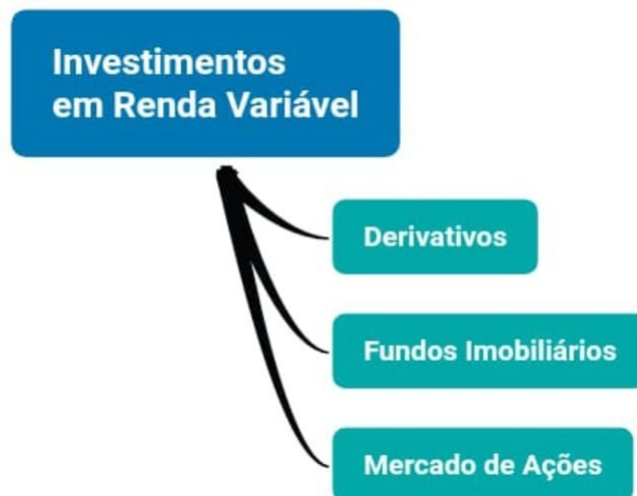 Investimentos
em Renda Variável
Derivativos
Fundos Imobiliários
Mercado de Ações